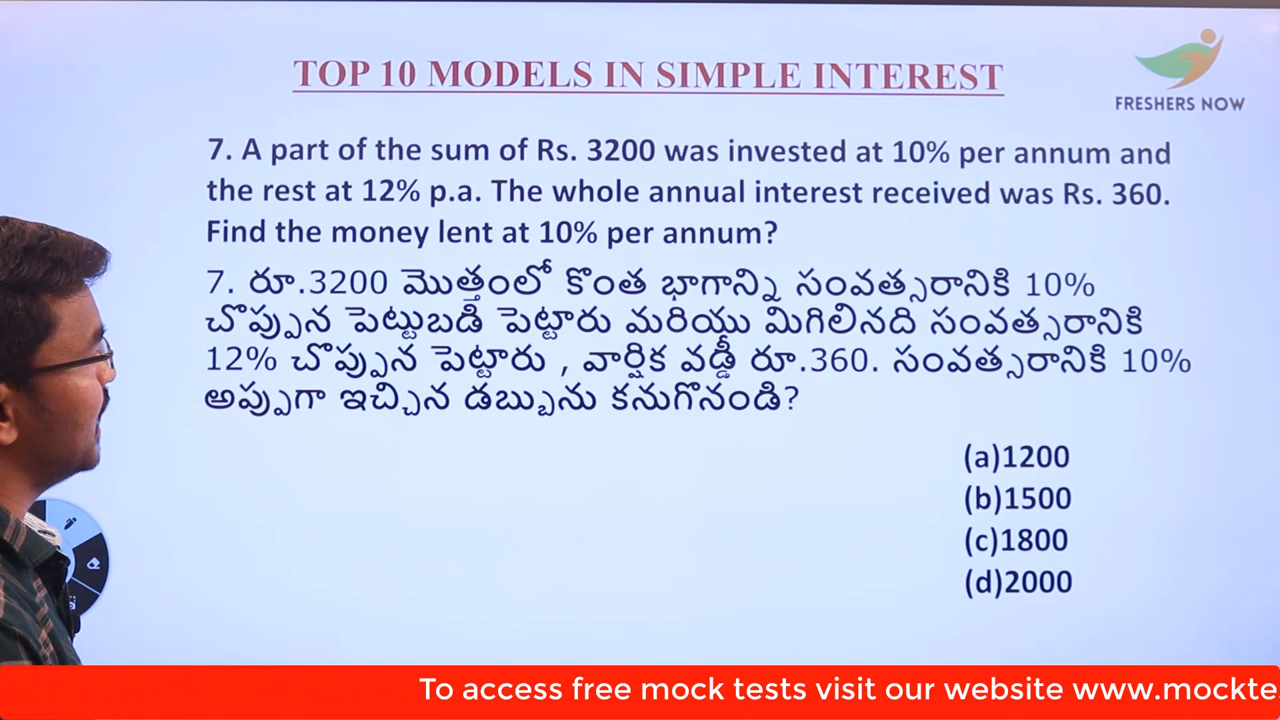 TOP 10 MODELS IN SIMPLE INTEREST
FRESHERS NOW
7. A part of the sum of Rs. 3200 was invested at 10% per annum and
the rest at 12% p.a. The whole annual interest received was Rs. 360.
Find the money lent at 10% per annum?
7. రూ.3200 మొత్తంలో కొంత భాగాన్ని సంవత్సరానికి 10%
చొప్పున పెట్టుబడి పెట్టారు మరియు మిగిలినది సంవత్సరానికి
12% చొప్పున పెట్టారు , వార్షిక వడ్డీ రూ.360. సంవత్సరానికి 10%
అప్పుగా ఇచ్చిన డబ్బును కనుగొనండి?
(a)1200
(b)1500
(c)1800
(d)2000
To access free mock tests visit our website www.mockte